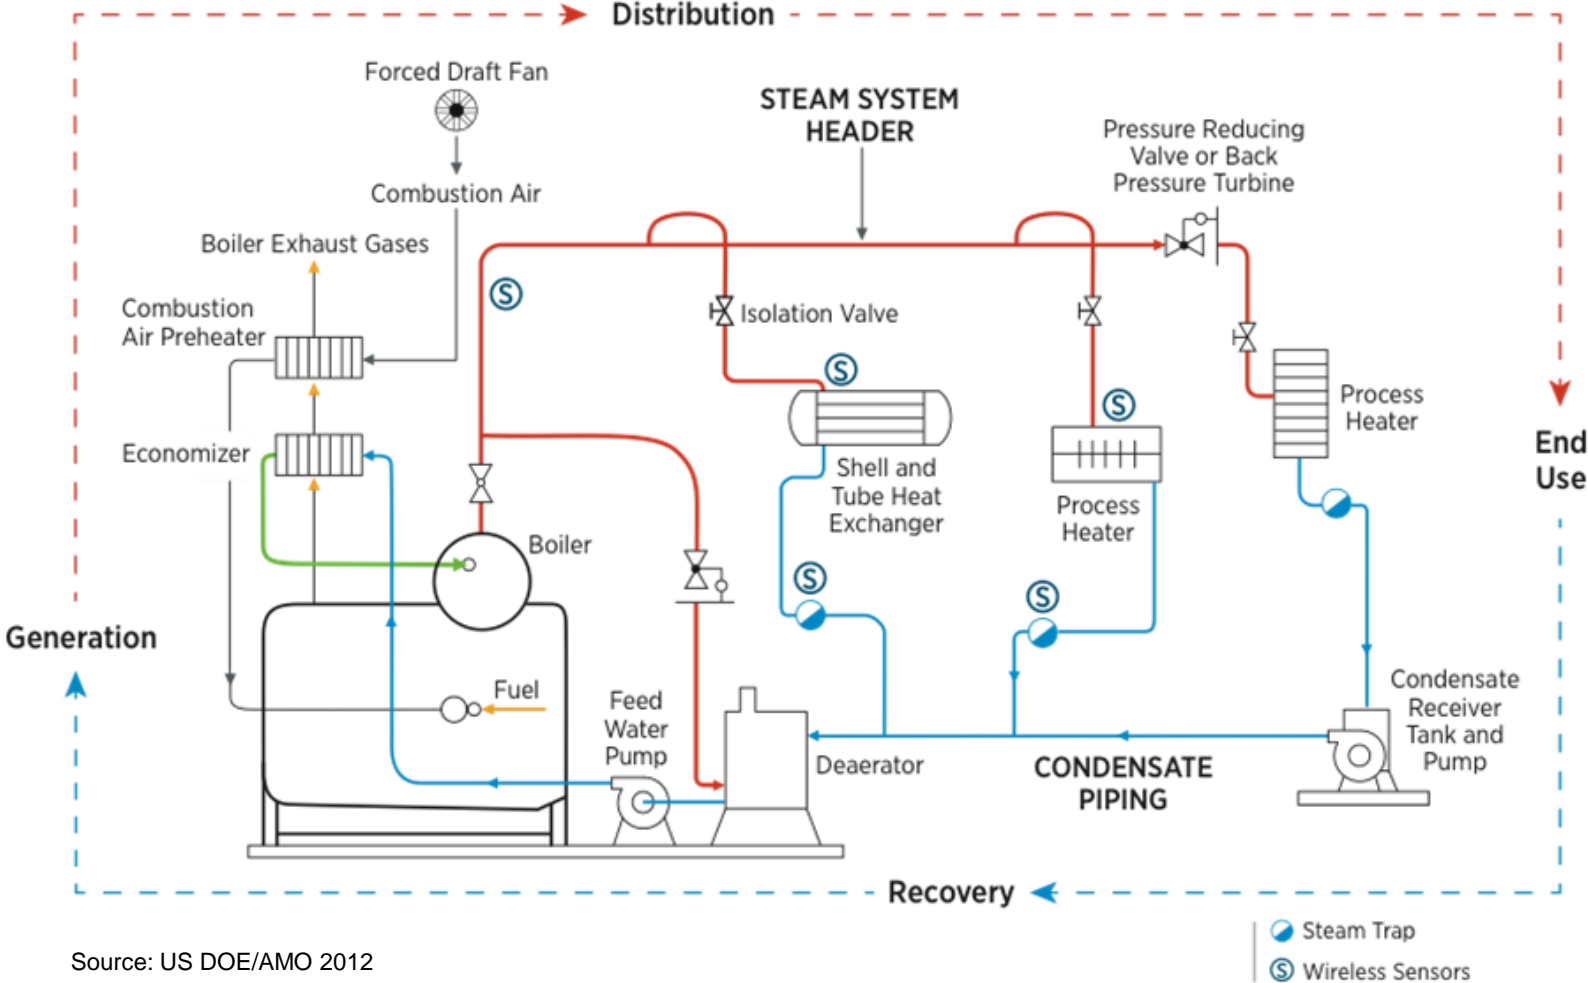 Distribution
Forced Draft Fan
STEAM SYSTEM
HEADER
Pressure Reducing
Valve or Back
Pressure Turbine
Combustion Air
Boiler Exhaust Gases
S
Combustion
Air Preheater
Isolation Valve
S
S
Process
Heater
Economizer
End
Use
Shell and
Tube Heat
Exchanger
Process
Heater
Boiler
S
S
Generation
Fuel
Feed
Water
Pump
Condensate
Receiver
Tank and
Pump
Deaerator
CONDENSATE
PIPING
Recovery
Steam Trap
S Wireless Sensors
Source: US DOE/AMO 2012